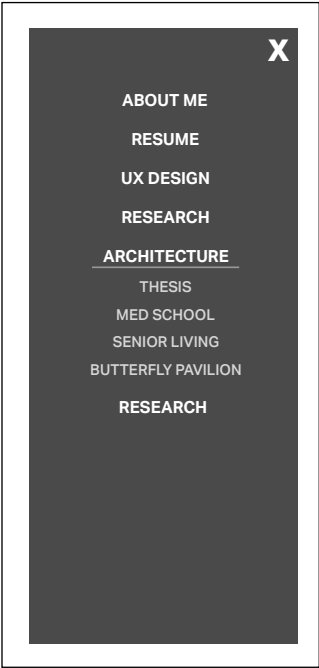 X
ABOUT ME
RESUME
UX DESIGN
RESEARCH
ARCHITECTURE
THESIS
MED SCHOOL
SENIOR LIVING
BUTTERFLY PAVILION
RESEARCH